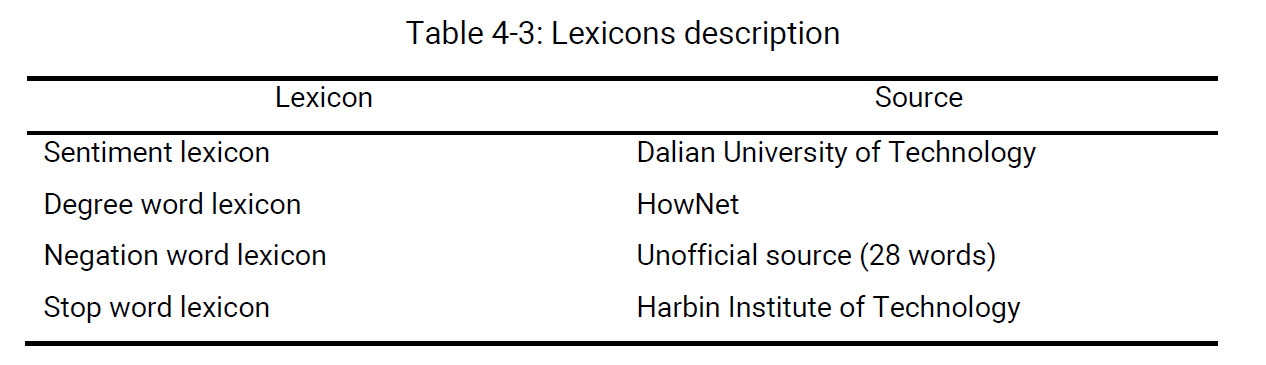 Table 4-3: Lexicons description
Lexicon Source
Sentiment lexicon Dalian University of Technology
Degree word lexicon HowNet
Negation word lexicon Unofficial source (28 words)
Stop word lexicon Harbin Institute of Technology